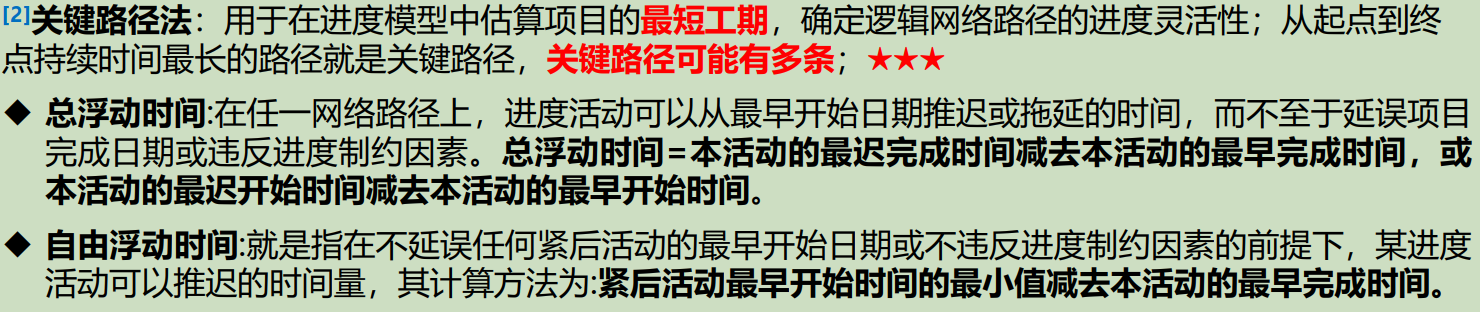 [2]关键路径法：用于在进度模型中估算项目的最短工期，确定逻辑网络路径的进度灵活性；从起点到终
点持续时间最长的路径就是关键路径，关键路径可能有多条；★★★
◆ 总浮动时间:在任一网络路径上，进度活动可以从最早开始日期推迟或拖延的时间，而不至于延误项目
完成日期或违反进度制约因素。总浮动时间=本活动的最迟完成时间减去本活动的最早完成时间，或
本活动的最迟开始时间减去本活动的最早开始时间。
◆ 自由浮动时间:就是指在不延误任何紧后活动的最早开始日期或不违反进度制约因素的前提下，某进度
活动可以推迟的时间量，其计算方法为:紧后活动最早开始时间的最小值减去本活动的最早完成时间。